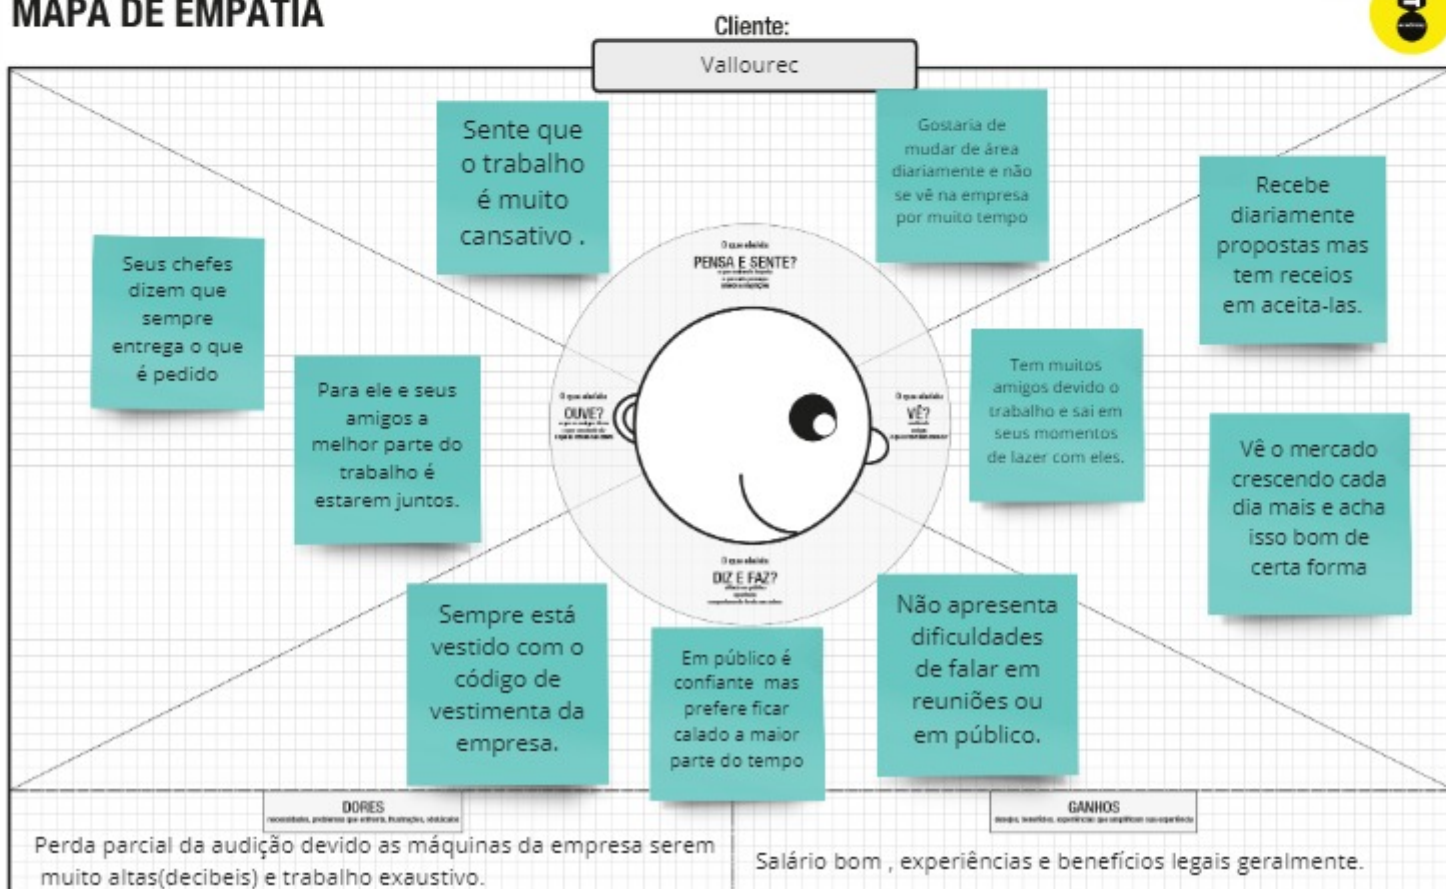 MAPA DE EMPATIA
Cliente:
Vallourec
Sente que
o trabalho
é muito
cansativo .
Gostaria de
mudar de área
diariamente e não
se vê na empresa
por muito tempo
Recebe
diariamente
propostas mas
tem receios
em aceita-las.
Seus chefes
dizem que
sempre
entrega o que
é pedido
Para ele e seus
amigos a
melhor parte do
trabalho é
estarem juntos.
PENSA E SENTE?
OUVE?
VÊ?
DIZ E FAZ?
Tem muitos
amigos devido o
trabalho e sai em
seus momentos
de lazer com eles.
Vê o mercado
crescendo cada
dia mais e acha
isso bom de
certa forma
Sempre está
vestido com o
código de
vestimenta da
empresa.
Em público é
confiante mas
prefere ficar
calado a maior
parte do tempo
Não apresenta
dificuldades
de falar em
reuniões ou
em público.
DORES
Perda parcial da audição devido as máquinas da empresa serem
muito altas(decibeis) e trabalho exaustivo.
GANHOS
Salário bom , experiências e benefícios legais geralmente.